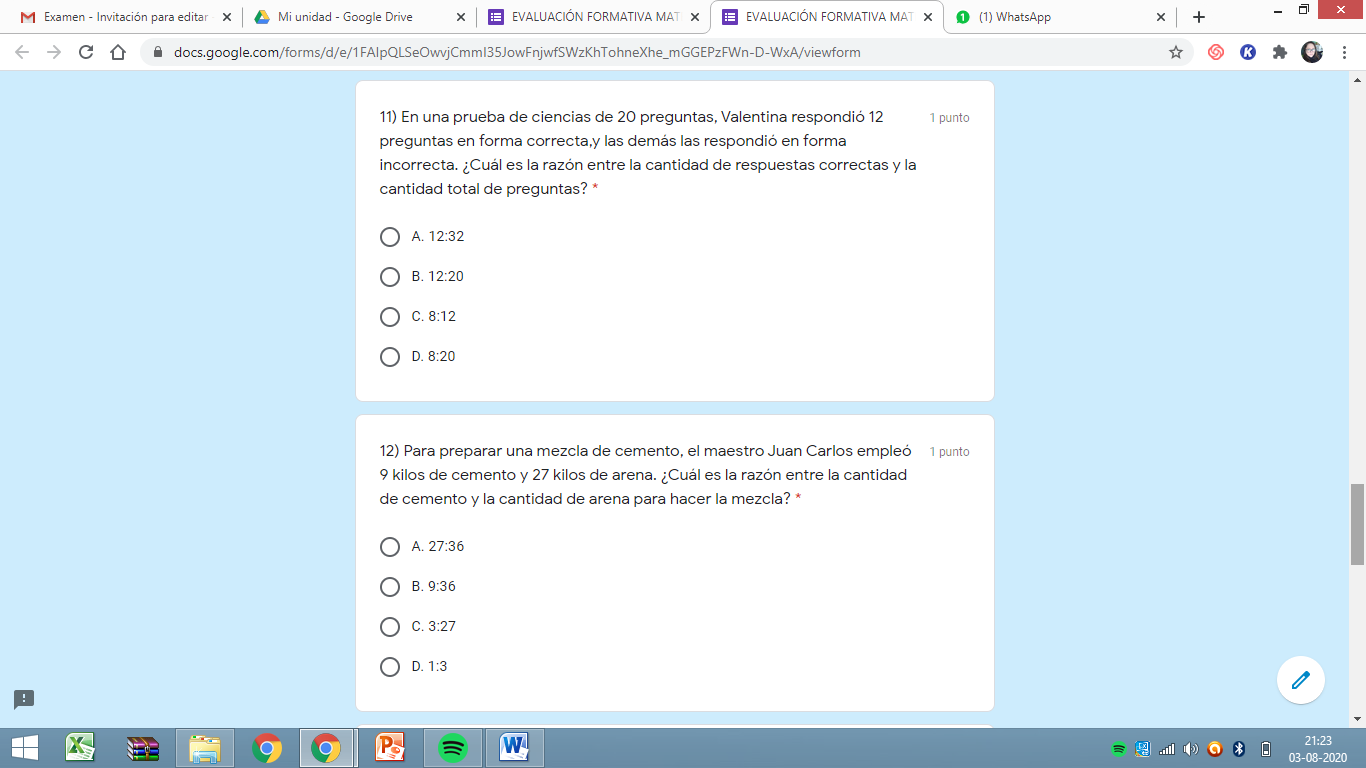 Examen - Invitación para editar
Mi unidad - Google Drive
EVALUACIÓN FORMATIVA MAT
EVALUACIÓN FORMATIVA MAT
(1) WhatsApp
docs.google.com/forms/d/e/1FAIpQLSeOwvjCmmI35JowFnjwfSWzKhTohneXhe_mGGEPzFWn-D-WxA/viewform
11) En una prueba de ciencias de 20 preguntas, Valentina respondió 12
1 punto
preguntas en forma correcta,y las demás las respondió en forma
incorrecta. ¿Cuál es la razón entre la cantidad de respuestas correctas y la
cantidad total de preguntas? *
A. 12:32
B. 12:20
C. 8:12
D. 8:20
12) Para preparar una mezcla de cemento, el maestro Juan Carlos empleó
1 punto
9 kilos de cemento y 27 kilos de arena. ¿Cuál es la razón entre la cantidad
de cemento y la cantidad de arena para hacer la mezcla? *
A. 27:36
B. 9:36
C. 3:27
D. 1:3
21:23
03-08-2020